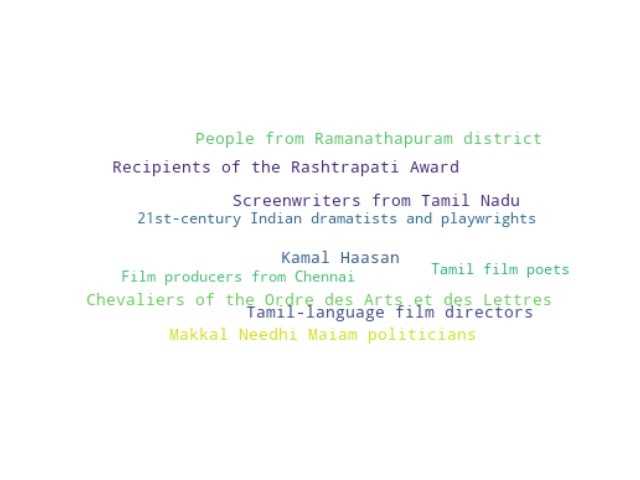 People from Ramanathapuram district
Recipients of the Rashtrapati Award
Screenwriters from Tamil Nadu
21st-century Indian dramatists and playwrights
Kamal Haasan
Tamil film poets
Film producers from Chennai
Chevaliers of the Ordre des Arts et des Lettres
Tamil-language film directors
Makkal Needhi Maiam politicians